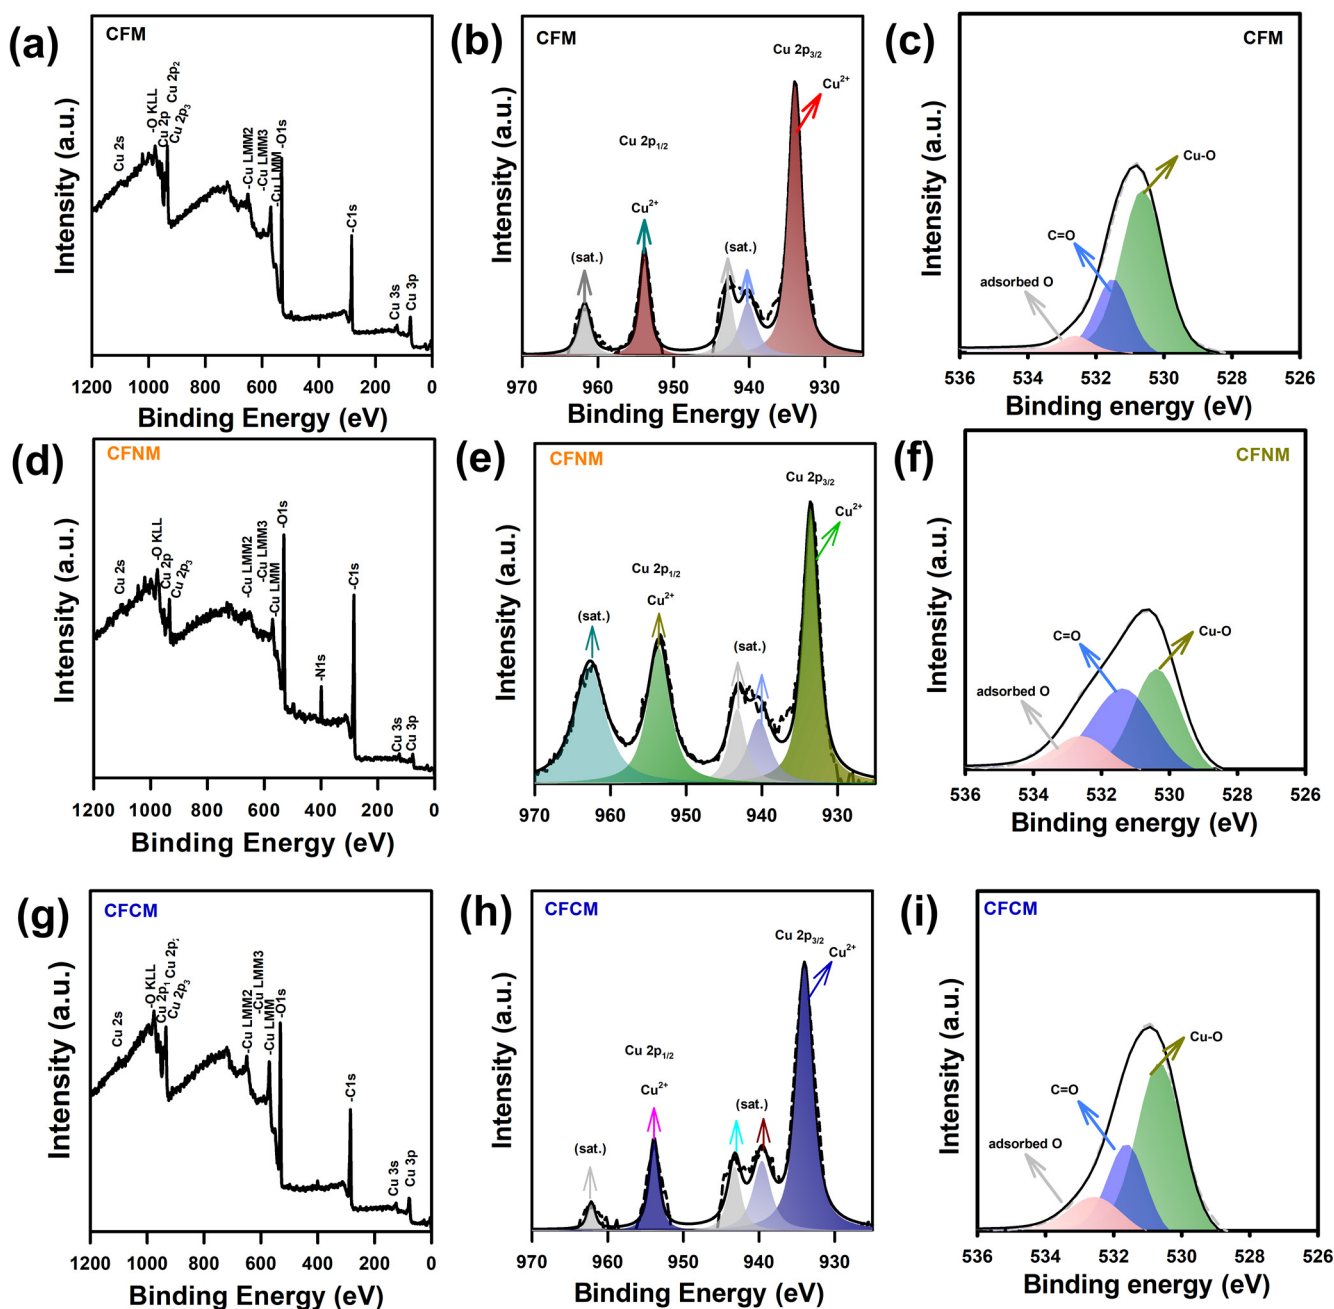 (a)
CFM
Cu 2s
-O KLL
Cu 2p
Cu 2p₂
Cu 2p₃
-Cu LMM2
-Cu LMM3
-Cu LMM
-O1s
-C1s
Cu 3s
Cu 3p
Intensity (a.u.)
1200 1000 800 600 400 200 0
Binding Energy (eV)
(b)
CFM
Cu 2p₃/₂
Cu²⁺
Cu 2p₁/₂
Cu²⁺
(sat.)
(sat.)
Intensity (a.u.)
970 960 950 940 930
Binding Energy (eV)
(c)
CFM
Cu-O
C=O
adsorbed O
Intensity (a.u.)
536 534 532 530 528 526
Binding energy (eV)
(d)
CFNM
Cu 2s
-O KLL
Cu 2p
Cu 2p₃
-Cu LMM2
-Cu LMM3
-Cu LMM
-O1s
-N1s
-C1s
Cu 3s
Cu 3p
Intensity (a.u.)
1200 1000 800 600 400 200 0
Binding Energy (eV)
(e)
CFNM
Cu 2p₃/₂
Cu²⁺
Cu 2p₁/₂
Cu²⁺
(sat.)
(sat.)
Intensity (a.u.)
970 960 950 940 930
Binding Energy (eV)
(f)
CFNM
C=O
Cu-O
adsorbed O
Intensity (a.u.)
536 534 532 530 528 526
Binding energy (eV)
(g)
CFCM
Cu 2s
-O KLL
Cu 2p₁
Cu 2p₂
Cu 2p₃
-Cu LMM2
-Cu LMM3
-Cu LMM
-O1s
-C1s
Cu 3s
Cu 3p
Intensity (a.u.)
1200 1000 800 600 400 200 0
Binding Energy (eV)
(h)
CFCM
Cu 2p₃/₂
Cu²⁺
Cu 2p₁/₂
Cu²⁺
(sat.)
(sat.)
Intensity (a.u.)
970 960 950 940 930
Binding Energy (eV)
(i)
CFCM
Cu-O
C=O
adsorbed O
Intensity (a.u.)
536 534 532 530 528 526
Binding energy (eV)